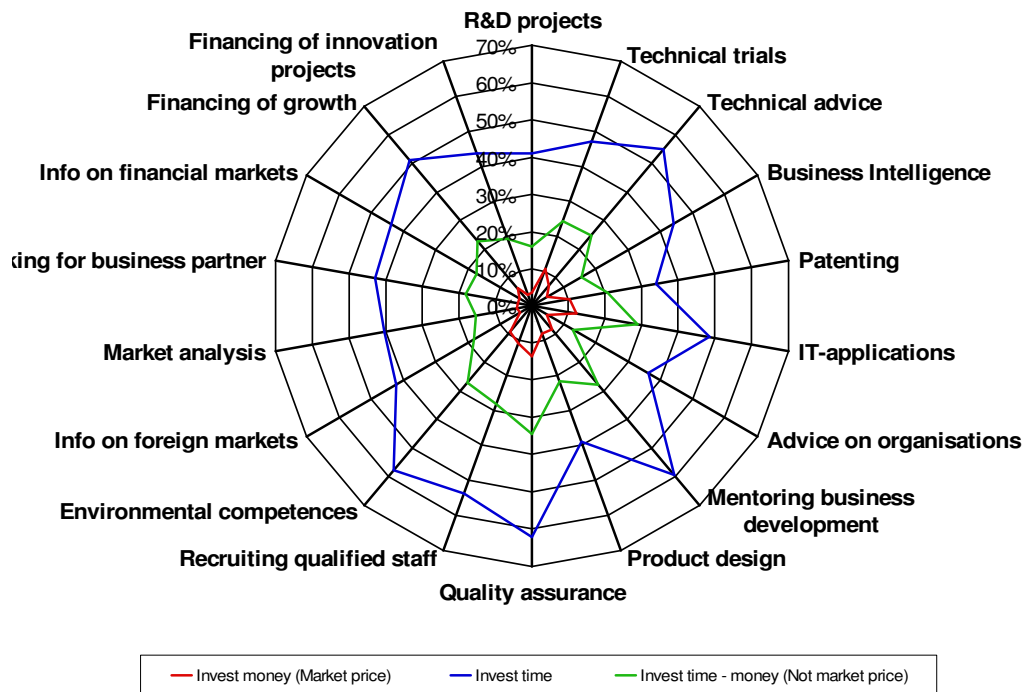 R&D projects
Technical trials
Technical advice
Business Intelligence
Patenting
IT-applications
Advice on organisations
Mentoring business
development
Product design
Quality assurance
Recruiting qualified staff
Environmental competences
Info on foreign markets
Market analysis
king for business partner
Info on financial markets
Financing of growth
Financing of innovation
projects
70%
60%
50%
40%
30%
20%
10%
0%
Invest money (Market price)
Invest time
Invest time - money (Not market price)